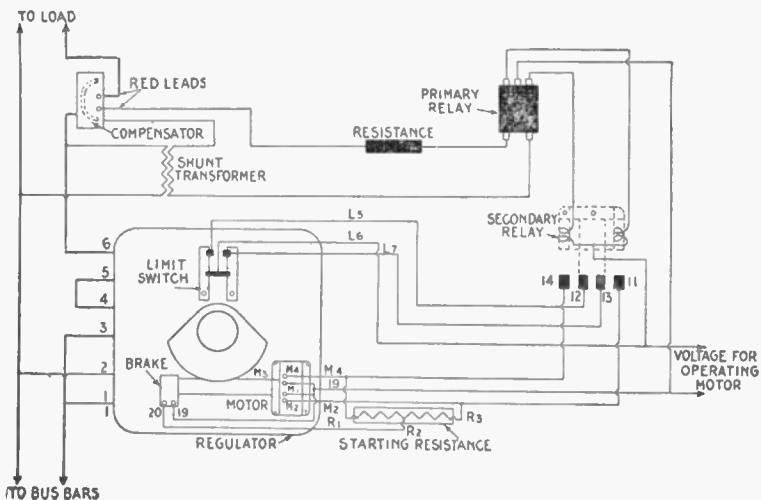 TO LOAD
RED LEADS
COMPENSATOR
PRIMARY
RELAY
RESISTANCE
SHUNT
TRANSFORMER
L5
SECONDARY
RELAY
L6
L7
6
LIMIT
SWITCH
5
4
14
12
13
11
3
VOLTAGE FOR
OPERATING
MOTOR
2
BRAKE
M3
M4
M4
19
M1
M2
M2
MOTOR
20
19
R1
R2
R3
1
1
REGULATOR
STARTING RESISTANCE
TO BUS BARS